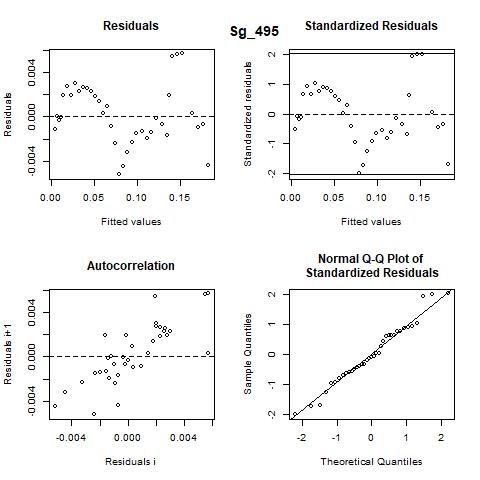 Sg_495
Residuals
Residuals
0.004
0.000
-0.004
0.00
0.05
0.10
0.15
Fitted values
Standardized Residuals
Standardized residuals
2
1
0
-1
-2
0.00
0.05
0.10
0.15
Fitted values
Autocorrelation
Residuals i+1
0.004
0.000
-0.004
-0.004
0.000
0.004
Residuals i
Normal Q-Q Plot of
Standardized Residuals
Sample Quantiles
2
1
0
-1
-2
-2
-1
0
1
2
Theoretical Quantiles